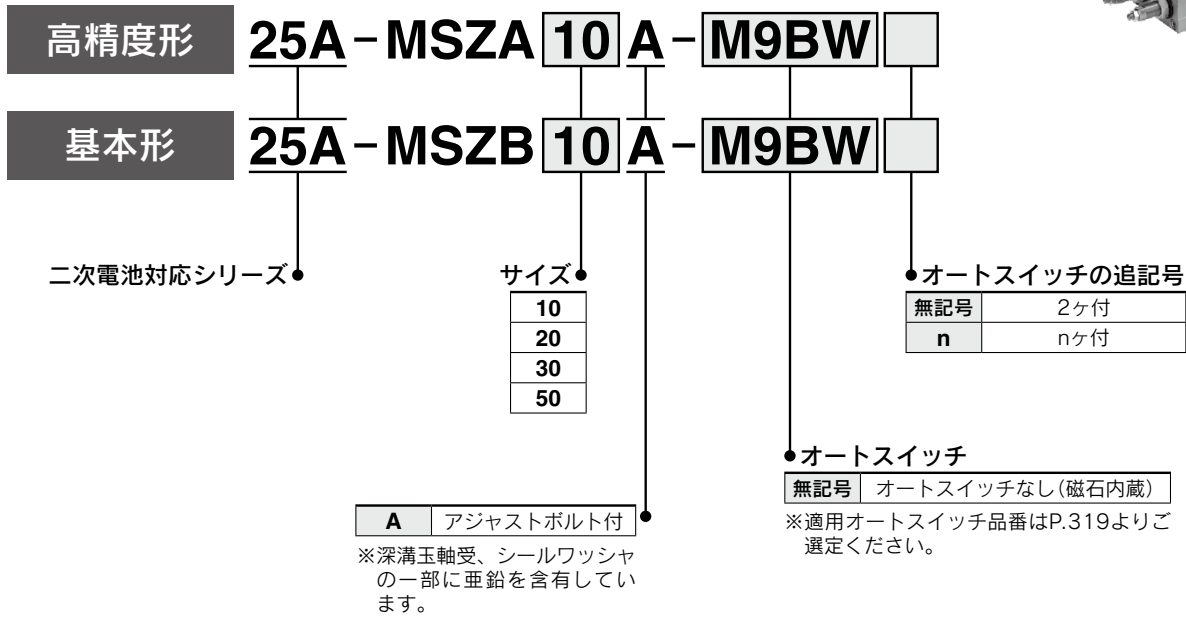 高精度形 25A-MSZA 10 A-M9BW
基本形 25A-MSZB 10 A-M9BW
二次電池対応シリーズ
サイズ
10
20
30
50
オートスイッチの追記号
無記号 2ヶ付
n nヶ付
オートスイッチ
無記号 オートスイッチなし(磁石内蔵)
※適用オートスイッチ品番はP.319よりご
選定ください。
A アジャストボルト付
※深溝玉軸受、シールワッシャ
の一部に亜鉛を含有してい
ます。